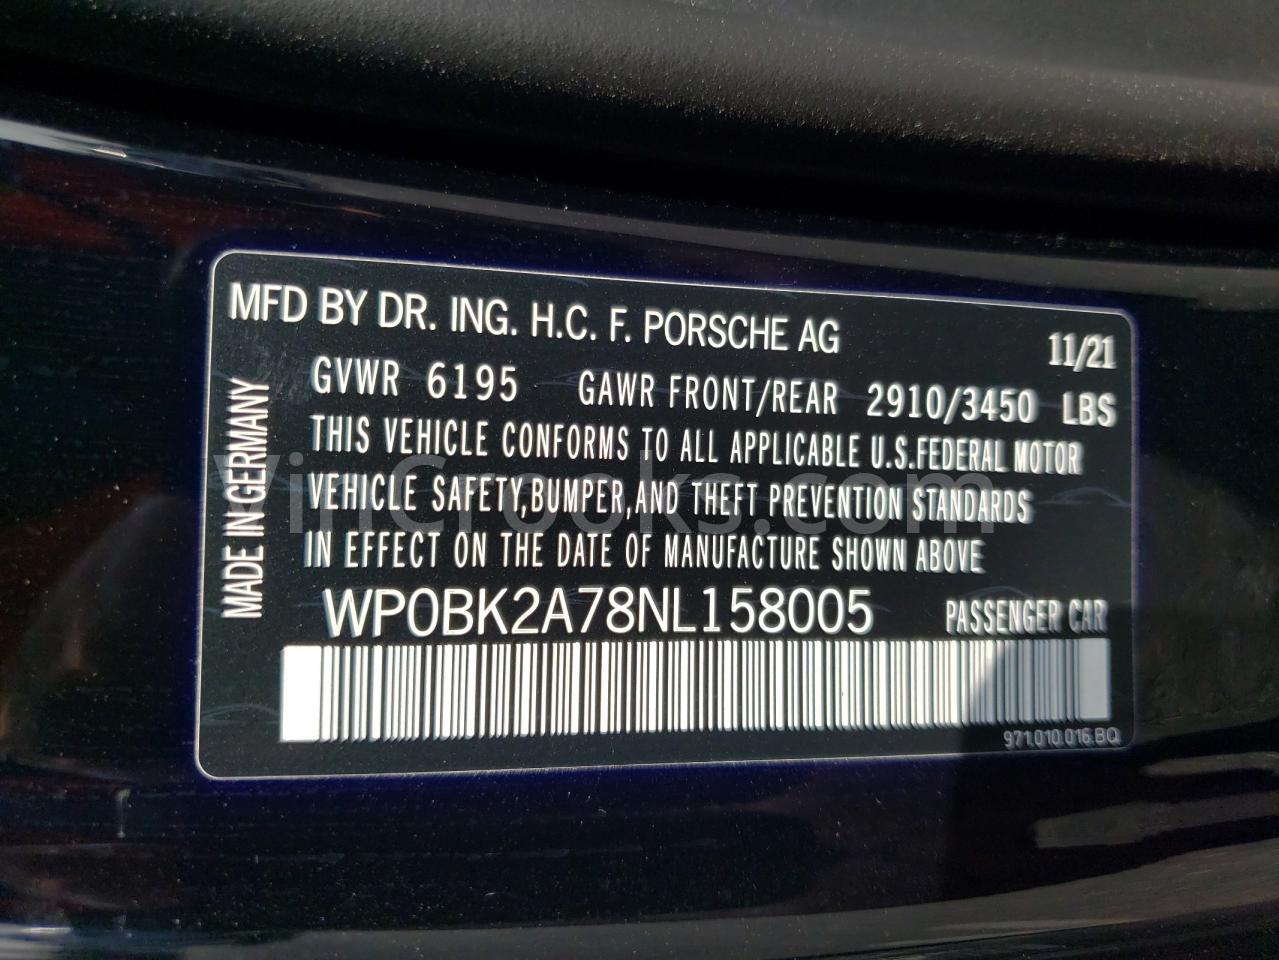 MFD BY DR. ING. H.C. F. PORSCHE AG 11/21
GVWR 6195 GAWR FRONT/REAR 2910/3450 LBS
THIS VEHICLE CONFORMS TO ALL APPLICABLE U.S.FEDERAL MOTOR
VEHICLE SAFETY,BUMPER,AND THEFT PREVENTION STANDARDS
IN EFFECT ON THE DATE OF MANUFACTURE SHOWN ABOVE
WP0BK2A78NL158005 PASSENGER CAR
971.010.016.BQ
MADE IN GERMANY
VinCrooks.com